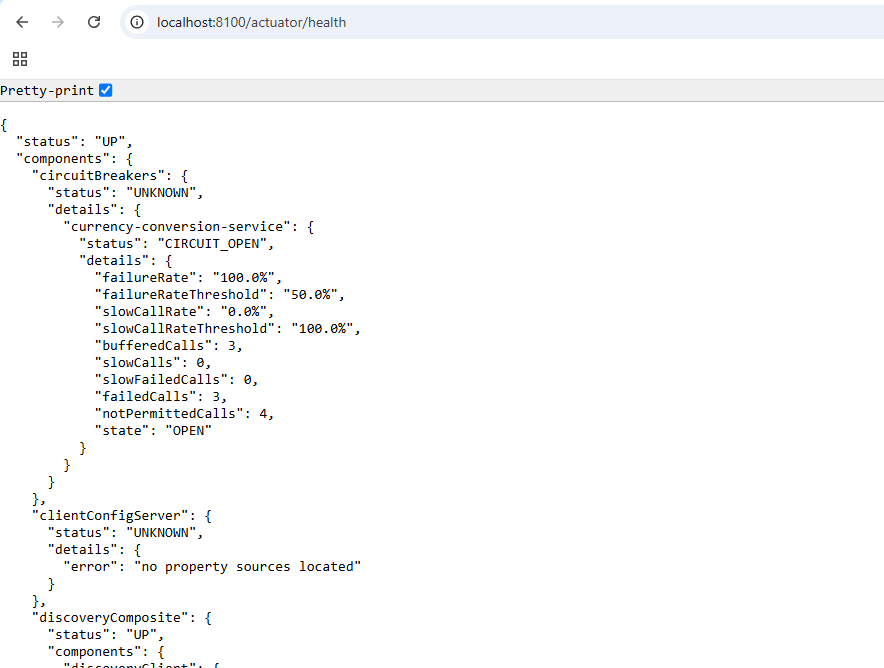 localhost:8100/actuator/health
Pretty-print
{
  "status": "UP",
  "components": {
    "circuitBreakers": {
      "status": "UNKNOWN",
      "details": {
        "currency-conversion-service": {
          "status": "CIRCUIT_OPEN",
          "details": {
            "failureRate": "100.0%",
            "failureRateThreshold": "50.0%",
            "slowCallRate": "0.0%",
            "slowCallRateThreshold": "100.0%",
            "bufferedCalls": 3,
            "slowCalls": 0,
            "slowFailedCalls": 0,
            "failedCalls": 3,
            "notPermittedCalls": 4,
            "state": "OPEN"
          }
        }
      }
    },
    "clientConfigServer": {
      "status": "UNKNOWN",
      "details": {
        "error": "no property sources located"
      }
    },
    "discoveryComposite": {
      "status": "UP",
      "components": {
        "discoveryClient": {